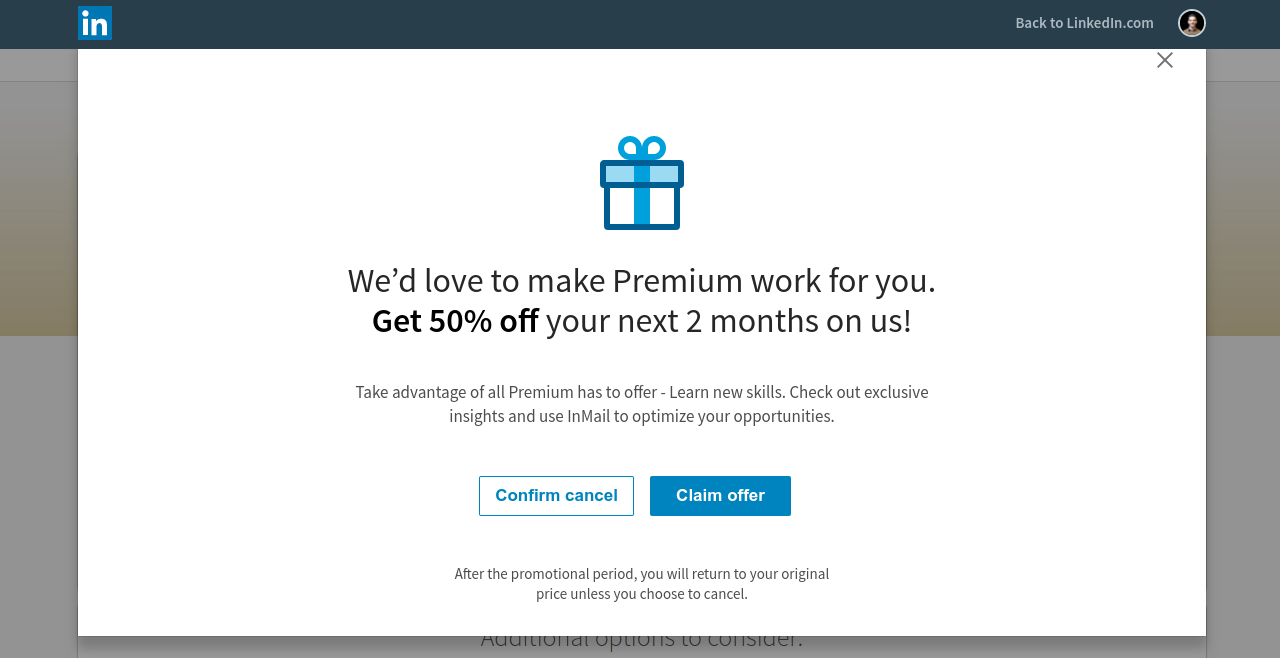 in
Back to LinkedIn.com
We’d love to make Premium work for you.
Get 50% off your next 2 months on us!
Take advantage of all Premium has to offer - Learn new skills. Check out exclusive
insights and use InMail to optimize your opportunities.
Confirm cancel
Claim offer
After the promotional period, you will return to your original
price unless you choose to cancel.
Additional options to consider: